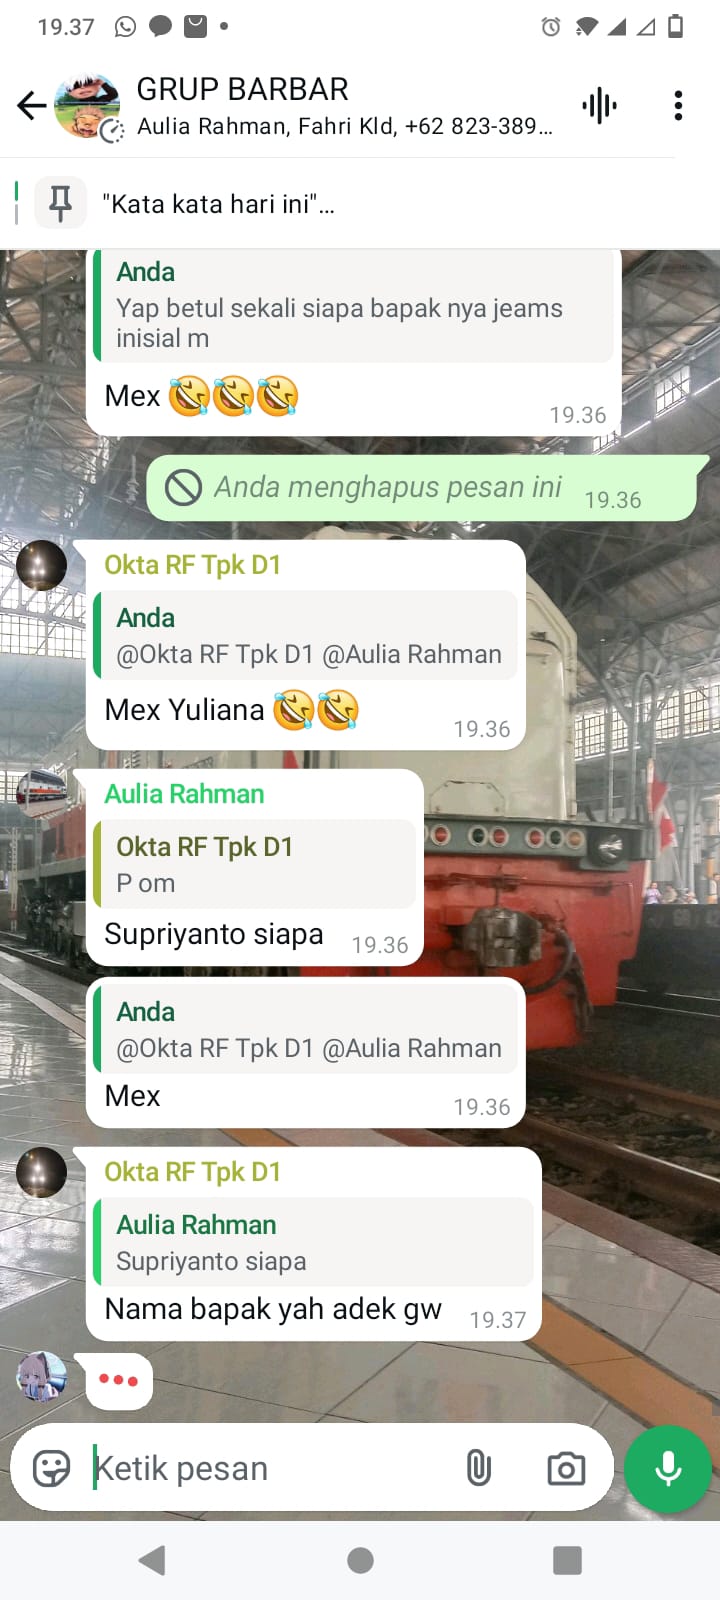 19.37
GRUP BARBAR
Aulia Rahman, Fahri Kld, +62 823-389...
"Kata kata hari ini"...
Anda
Yap betul sekali siapa bapak nya jeams
inisial m
Mex 🤣🤣🤣
19.36
Anda menghapus pesan ini 19.36
Okta RF Tpk D1
Anda
@Okta RF Tpk D1 @Aulia Rahman
Mex Yuliana 🤣🤣
19.36
Aulia Rahman
Okta RF Tpk D1
P om
Supriyanto siapa 19.36
Anda
@Okta RF Tpk D1 @Aulia Rahman
Mex
19.36
Okta RF Tpk D1
Aulia Rahman
Supriyanto siapa
Nama bapak yah adek gw 19.37
Ketik pesan